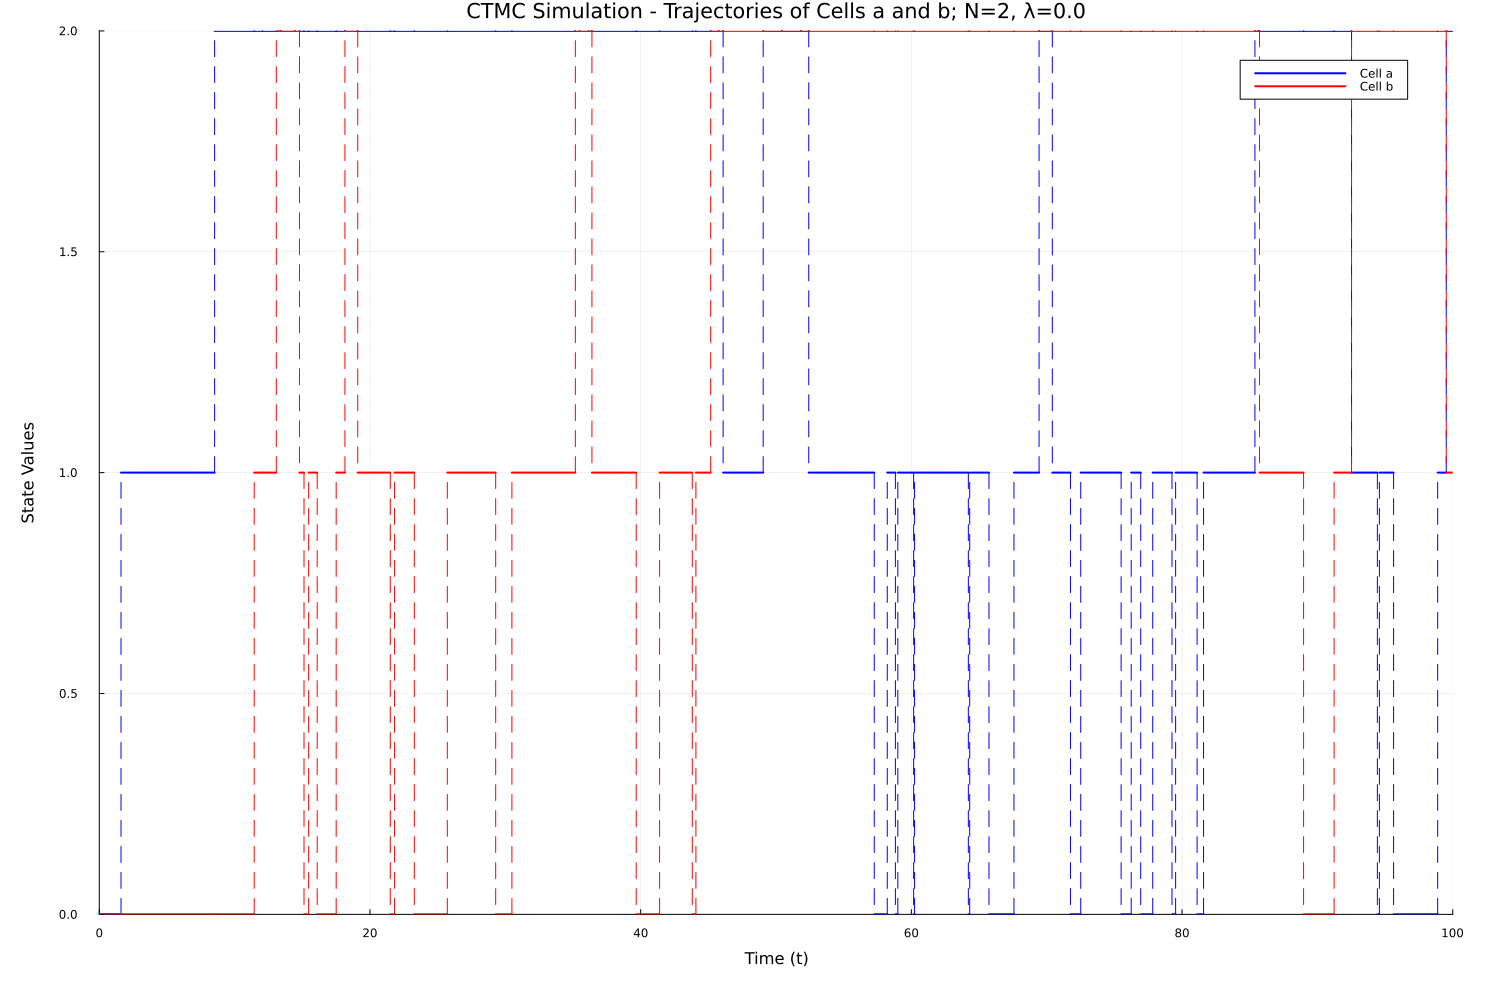 CTMC Simulation - Trajectories of Cells a and b; N=2, λ=0.0
2.0
Cell a
Cell b
1.5
1.0
State Values
0.5
0.0
0 20 40 60 80 100
Time (t)